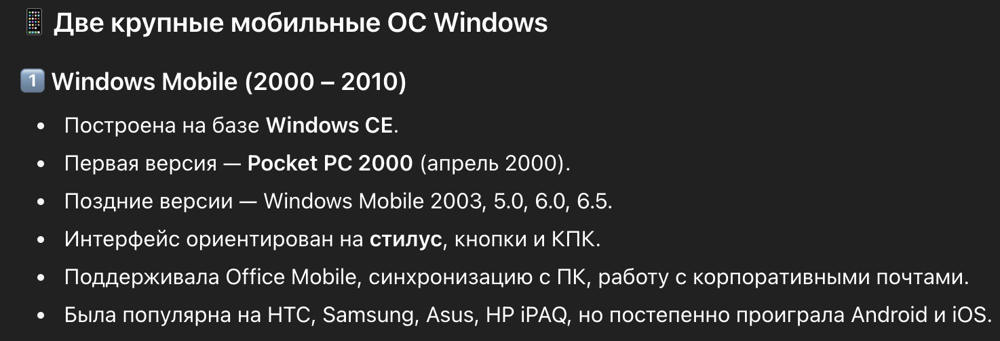 📱 Две крупные мобильные ОС Windows
1️⃣ Windows Mobile (2000 – 2010)
• Построена на базе Windows CE.
• Первая версия — Pocket PC 2000 (апрель 2000).
• Поздние версии — Windows Mobile 2003, 5.0, 6.0, 6.5.
• Интерфейс ориентирован на стилус, кнопки и КПК.
• Поддерживала Office Mobile, синхронизацию с ПК, работу с корпоративными почтами.
• Была популярна на HTC, Samsung, Asus, HP iPAQ, но постепенно проиграла Android и iOS.